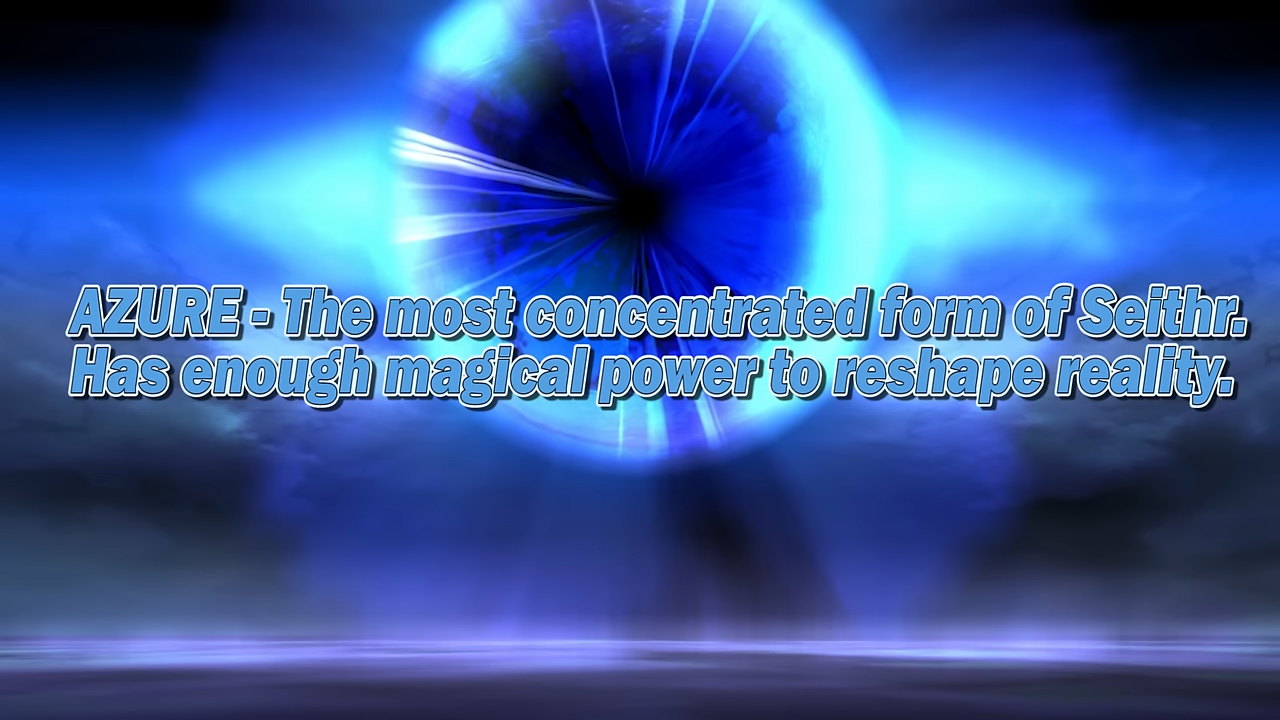 AZURE - The most concentrated form of Seithr.
Has enough magical power to reshape reality.